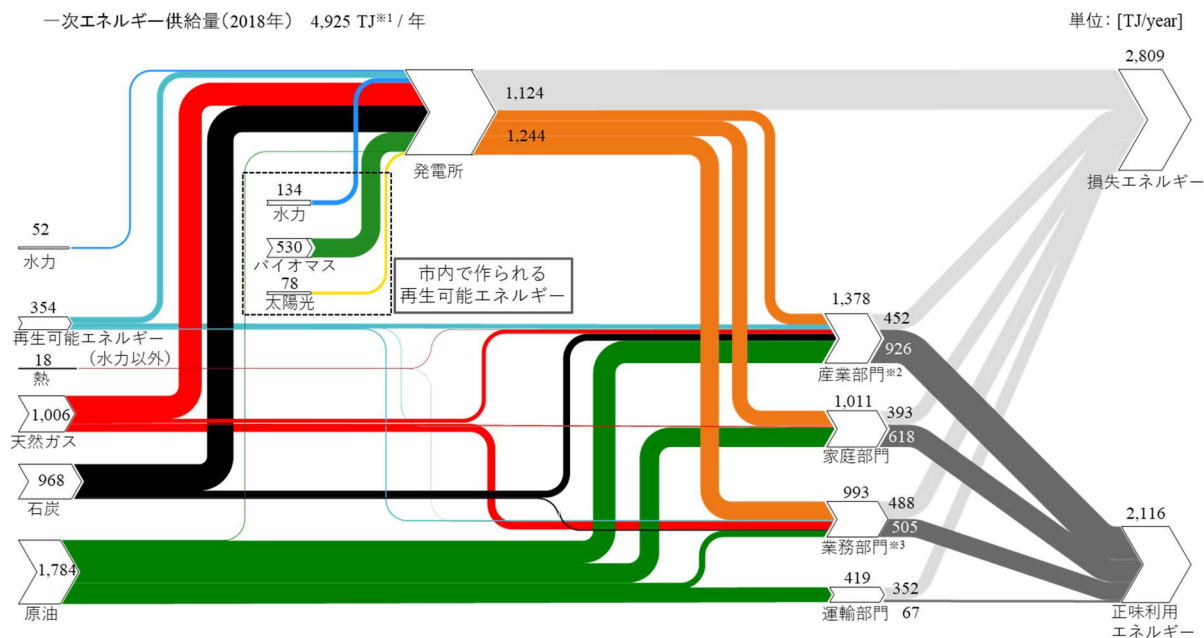 一次エネルギー供給量(2018年) 4,925 TJ※1 / 年
単位: [TJ/year]
2,809
損失エネルギー
1,124
1,244
発電所
134
水力
530
バイオマス
78
太陽光
市内で作られる
再生可能エネルギー
52
水力
354
再生可能エネルギー
(水力以外)
18
熱
1,006
天然ガス
968
石炭
1,784
原油
1,378
452
926
産業部門※2
1,011
393
618
家庭部門
993
488
505
業務部門※3
419
352
67
運輸部門
2,116
正味利用
エネルギー